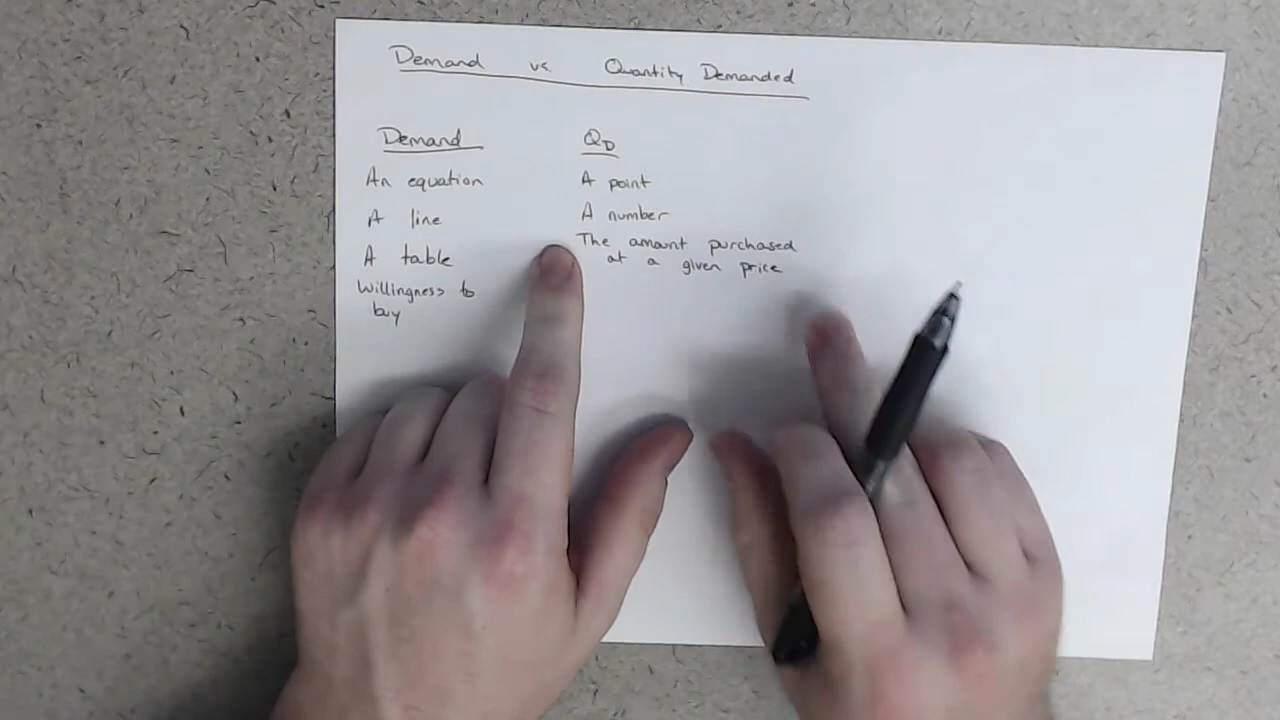 Demand vs. Quantity Demanded
Demand
An equation
A line
A table
Willingness to
buy
QD
A point
A number
The amount purchased
at a given price